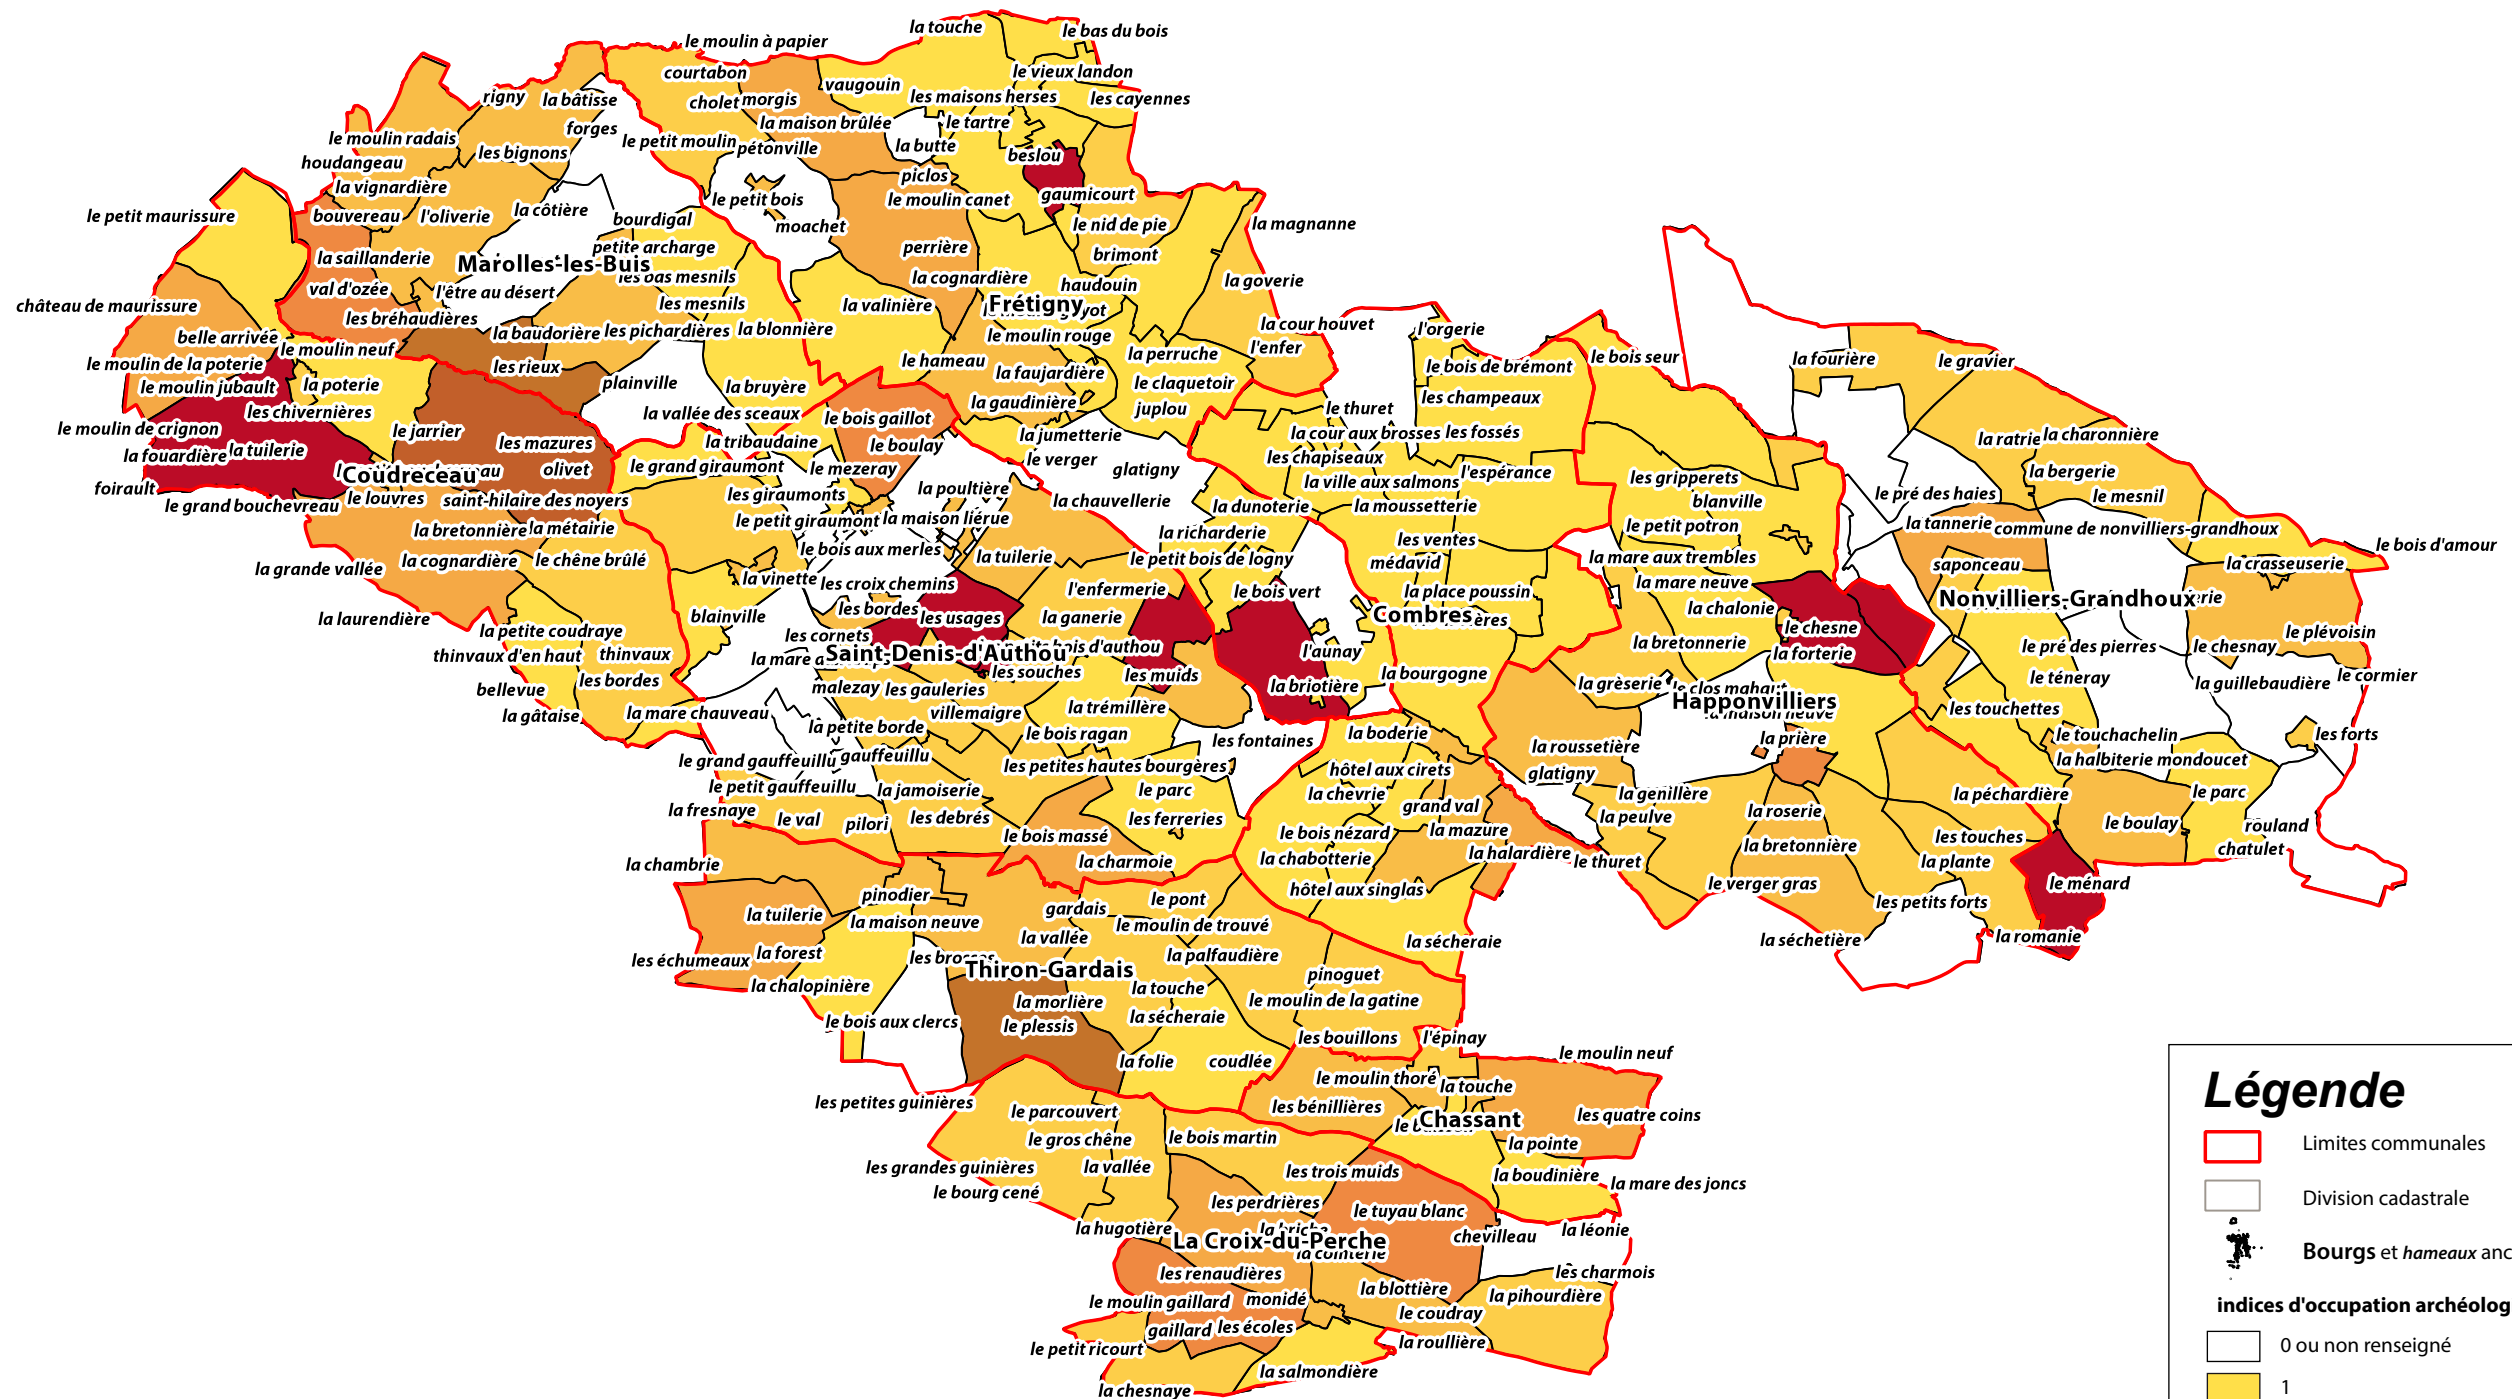 la touche
le bas du bois
le moulin à papier
courtabon
le vieux landon
vaugouin
rigny
la bâtisse
cholet
morgis
les maisons herses
les cayennes
la maison brûlée
le tartre
forges
le moulin radais
le petit moulin
pétonville
la butte
beslou
houdangeau
les bignons
piclos
la vignardière
gaumicourt
le petit bois
le moulin canet
le petit maurissure
bouvereau
l'oliverie
la côtière
bourdigal
moachet
le nid de pie
la magnanne
petite archarge
perrière
brimont
la saillanderie
Marolles-les-Buis
les bas mesnils
la cognardière
haudouin
la goverie
val d'ozée
l'être au désert
les mesnils
la valinière
Frétigny
château de maurissure
les bréhaudières
la baudorière
les pichardières
la blonnière
le moulin rouge
la cour houvet
l'orgerie
belle arrivée
le moulin neuf
l'enfer
la perruche
le bois seur
la fourière
le gravier
le moulin de la poterie
les rieux
le hameau
la faujardière
le bois de brémont
le moulin jubault
la poterie
plainville
la bruyère
le claquetoir
les champeaux
les chivernières
la vallée des sceaux
le bois gaillot
la gaudinière
juplou
le thuret
le moulin de crignon
le jarrier
les mazures
la tribaudaine
le boulay
la jumetterie
la cour aux brosses
les fossés
la ratrie
la charonnière
la fouardière
la tuilerie
le verger
les chapiseaux
Coudreceau
olivet
le grand giraumont
le mezeray
glatigny
la ville aux salmons
l'espérance
les gripperets
la bergerie
foirault
le louvres
saint-hilaire des noyers
les giraumonts
la poultière
la chauvellerie
la dunoterie
la moussetterie
blanville
le pré des haies
le mesnil
le grand bouchevreau
la bretonnière
la métairie
le petit giraumont
la maison liérue
la richarderie
le petit potron
la tannerie
commune de nonvilliers-grandhoux
les ventes
le bois aux merles
la tuilerie
le petit bois de logny
médavid
la mare aux trembles
saponceau
la crasseuserie
le bois d'amour
la grande vallée
la cognardière
le chêne brûlé
la vinette
les croix chemins
l'enfermerie
le bois vert
la place poussin
la mare neuve
la laurendière
blainville
les bordes
les usages
la ganerie
Combres
la chalonie
Nonvilliers-Grandhoux
la petite coudraye
les cornets
le chesne
le plévoisin
thinvaux d'en haut
thinvaux
Saint-Denis-d'Authou
bois d'authou
l'aunay
la bretonnerie
la forterie
le pré des pierres
le chesnay
bellevue
les bordes
malezay
les gauleries
les souches
les muids
la briotière
la bourgogne
la grèserie
le clos mahaut
le téneray
la guillebaudière
le cormier
la gâtaise
la mare chauveau
villemaigre
la trémillère
Happonvilliers
la maison neuve
les touchettes
la petite borde
le bois ragan
les fontaines
la boderie
la roussetière
la prière
le touchachelin
les forts
le grand gauffeuillu
gauffeuillu
les petites hautes bourgères
hôtel aux cirets
glatigny
la halbiterie
mondoucet
le petit gauffeuillu
la jamoiserie
le parc
la chevrie
grand val
la genillère
la péchardière
le parc
la fresnaye
le val
pilori
les debrés
les ferreries
le bois nézard
la mazure
la peulve
la roserie
les touches
le boulay
rouland
le bois massé
la chabotterie
la halardière
le thuret
la bretonnière
la plante
chatulet
la chambrie
la charmoie
hôtel aux singlas
le verger gras
les petits forts
le ménard
pinodier
la tuilerie
la maison neuve
gardais
le pont
le moulin de trouvé
la séchetière
la romanie
la vallée
la sécheraie
les échumeaux
la forest
Thiron-Gardais
la palfaudière
pinoguet
la chalopinière
la morlière
la touche
le moulin de la gatine
le bois aux clercs
le plessis
la sécheraie
les bouillons
l'épinay
la folie
coudlée
le moulin neuf
le moulin thoré
la touche
les petites guinières
le parcouvert
les bénillières
Chassant
les quatre coins
le gros chêne
le bois martin
la pointe
les grandes guinières
la vallée
les trois muids
la boudinière
la mare des joncs
le bourg cené
les perdrières
le tuyau blanc
la hugotière
La Croix-du-Perche
chevilleau
la léonie
les renaudières
la blottière
les charmois
le moulin gaillard
monidé
le coudray
la pihourdière
gaillard
les écoles
le petit ricourt
la roullière
la salmondière
la chesnaye
Légende
Limites communales
Division cadastrale
Bourgs et hameaux anc
indices d'occupation archéolog
0 ou non renseigné
1